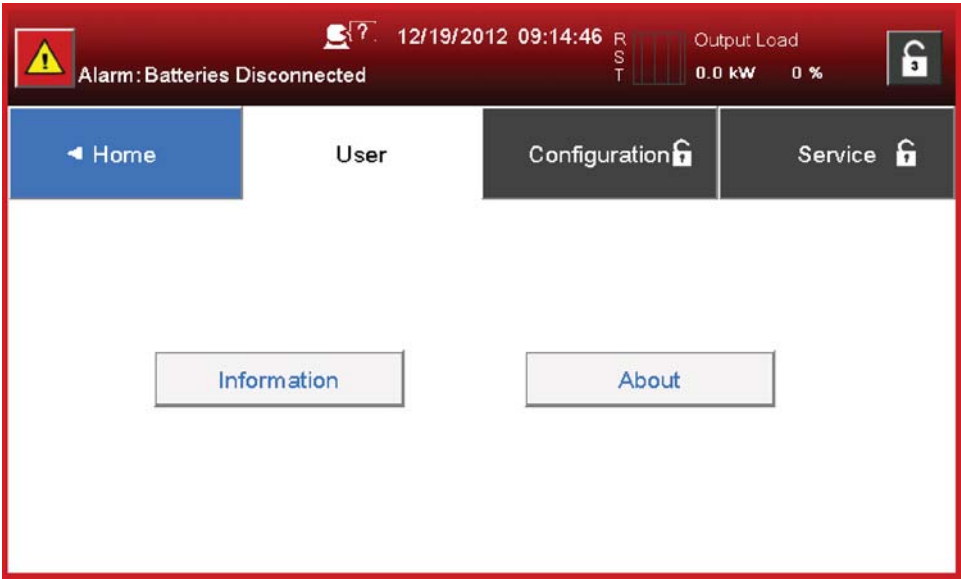 ?
12/19/2012 09:14:46
R
S
T
Output Load
0.0 kW 0 %
3
Alarm: Batteries Disconnected
Home
User
Configuration
Service
Information
About